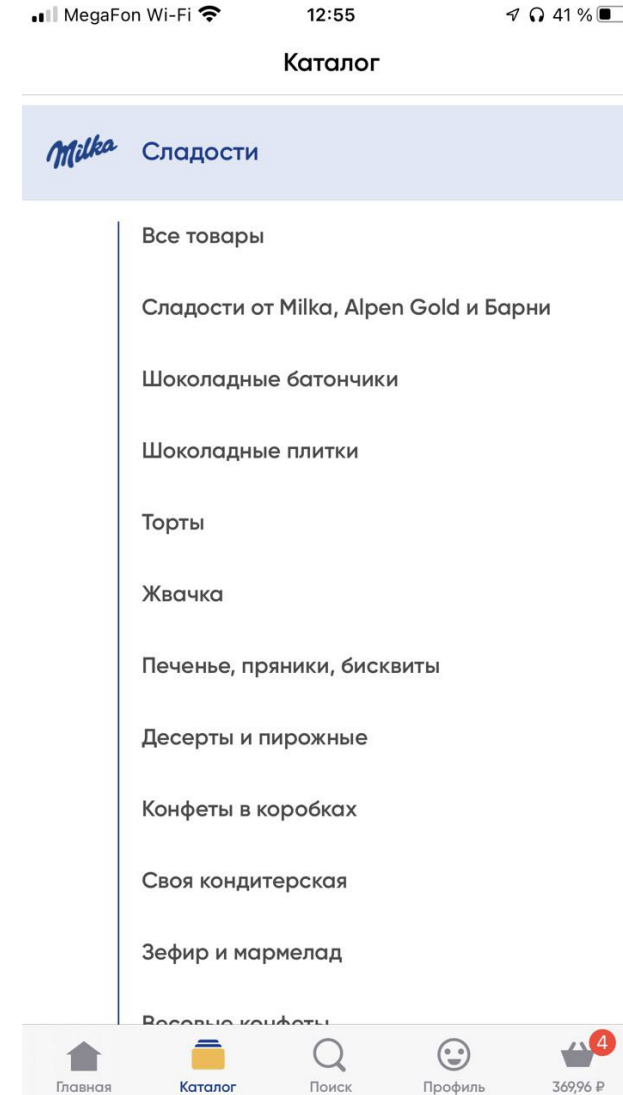 MegaFon Wi-Fi 12:55 41 %
Каталог
Milka Сладости
Все товары
Сладости от Milka, Alpen Gold и Барни
Шоколадные батончики
Шоколадные плитки
Торты
Жвачка
Печенье, пряники, бисквиты
Десерты и пирожные
Конфеты в коробках
Своя кондитерская
Зефир и мармелад
Весовые конфеты
4
Главная Каталог Поиск Профиль 369,96 ₽